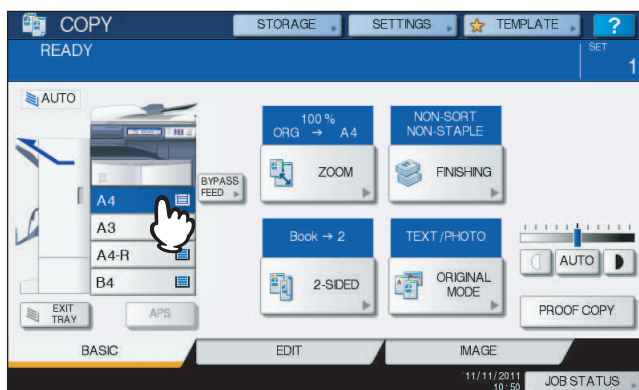 COPY
STORAGE
SETTINGS
TEMPLATE
?
READY
SET
1
AUTO
100 %
ORG → A4
NON-SORT
NON-STAPLE
ZOOM
FINISHING
BYPASS
FEED
A4
A3
A4-R
B4
Book → 2
TEXT/PHOTO
2-SIDED
ORIGINAL
MODE
AUTO
EXIT
TRAY
APS
PROOF COPY
BASIC
EDIT
IMAGE
11/11/2011
10:50
JOB STATUS